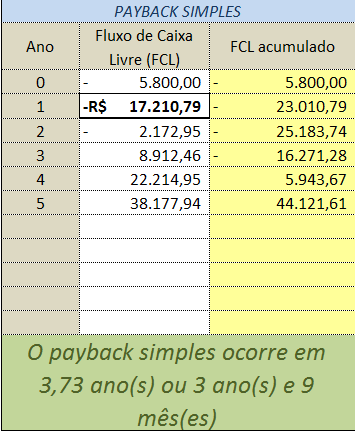 PAYBACK SIMPLES
Ano Fluxo de Caixa Livre (FCL) FCL acumulado
0 - 5.800,00 - 5.800,00
1 -R$ 17.210,79 - 23.010,79
2 - 2.172,95 - 25.183,74
3 8.912,46 - 16.271,28
4 22.214,95 5.943,67
5 38.177,94 44.121,61
O payback simples ocorre em
3,73 ano(s) ou 3 ano(s) e 9
mês(es)